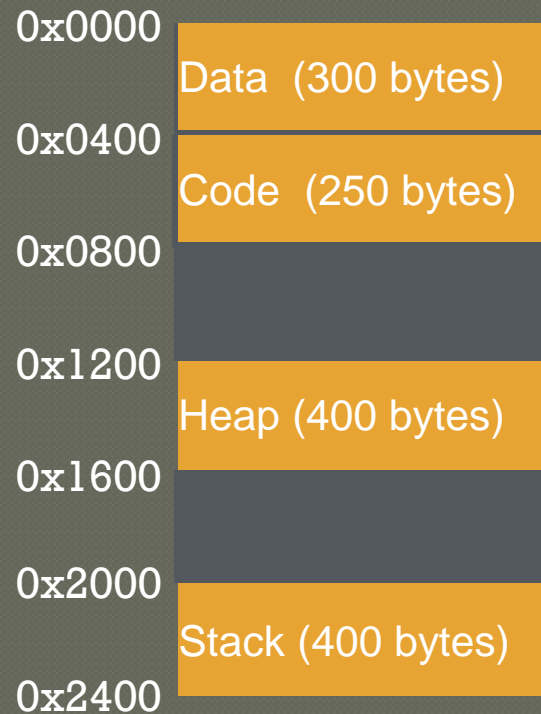 0x0000
Data  (300 bytes)
0x0400
Code  (250 bytes)
0x0800
0x1200
Heap (400 bytes)
0x1600
0x2000
Stack (400 bytes)
0x2400